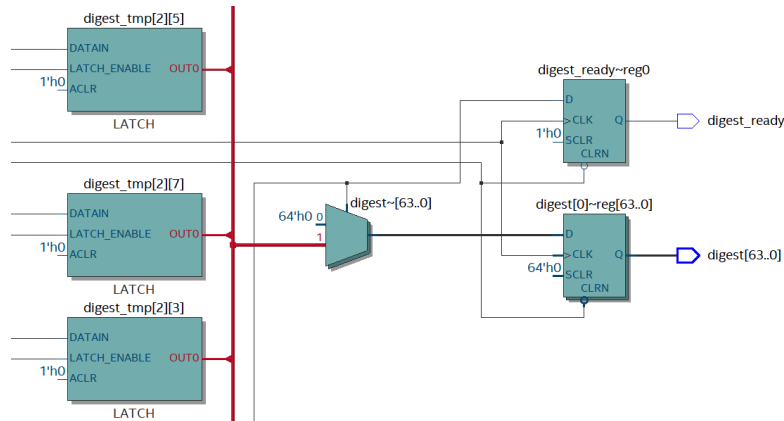 digest_tmp[2][5]
DATAIN
LATCH_ENABLE
OUT0
1'h0
ACLR
LATCH
digest_tmp[2][7]
DATAIN
LATCH_ENABLE
OUT0
1'h0
ACLR
LATCH
digest_tmp[2][3]
DATAIN
LATCH_ENABLE
OUT0
1'h0
ACLR
LATCH
digest~[63..0]
64'h0
0
1
digest_ready~reg0
D
CLK
Q
1'h0
SCLR
CLRN
digest_ready
digest[0]~reg[63..0]
D
CLK
Q
64'h0
SCLR
CLRN
digest[63..0]